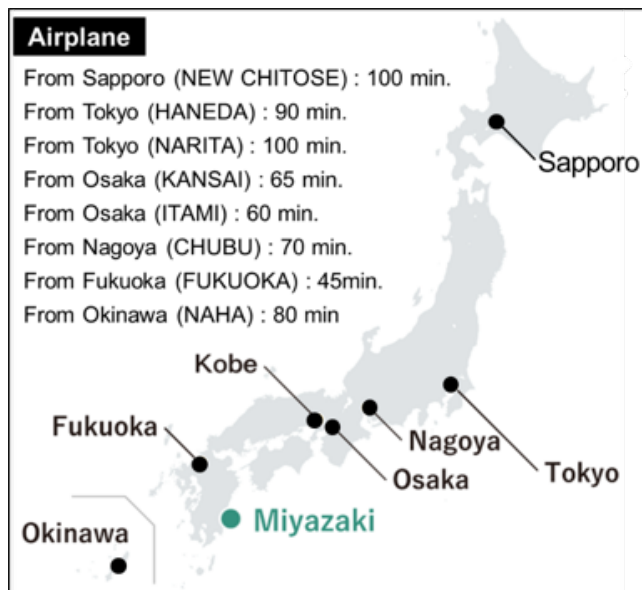 Airplane
From Sapporo (NEW CHITOSE) : 100 min.
From Tokyo (HANEDA) : 90 min.
From Tokyo (NARITA) : 100 min.
From Osaka (KANSAI) : 65 min.
From Osaka (ITAMI) : 60 min.
From Nagoya (CHUBU) : 70 min.
From Fukuoka (FUKUOKA) : 45min.
From Okinawa (NAHA) : 80 min
Sapporo
Kobe
Fukuoka
Nagoya
Osaka
Tokyo
Miyazaki
Okinawa